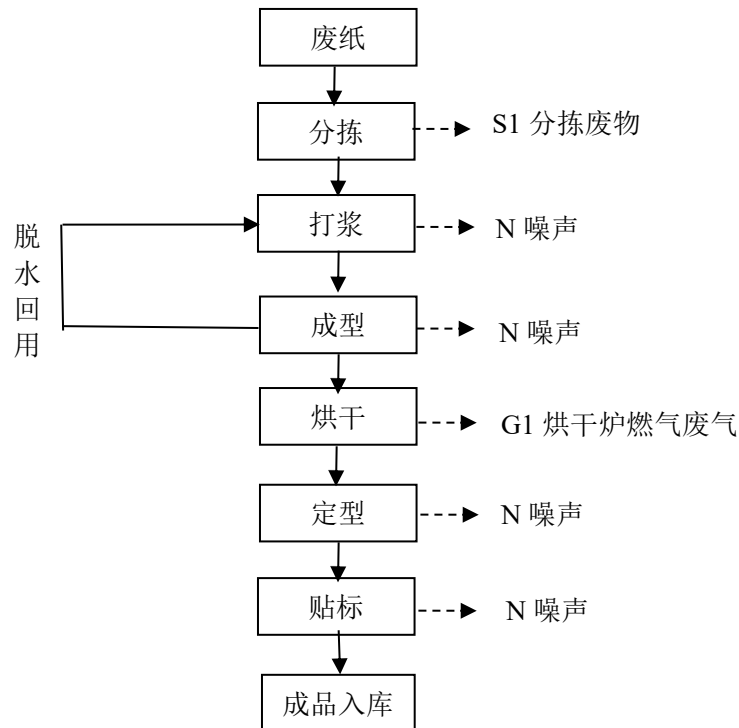 废纸
分拣
S1 分拣废物
打浆
N 噪声
脱
水
回
用
成型
N 噪声
烘干
G1 烘干炉燃气废气
定型
N 噪声
贴标
N 噪声
成品入库